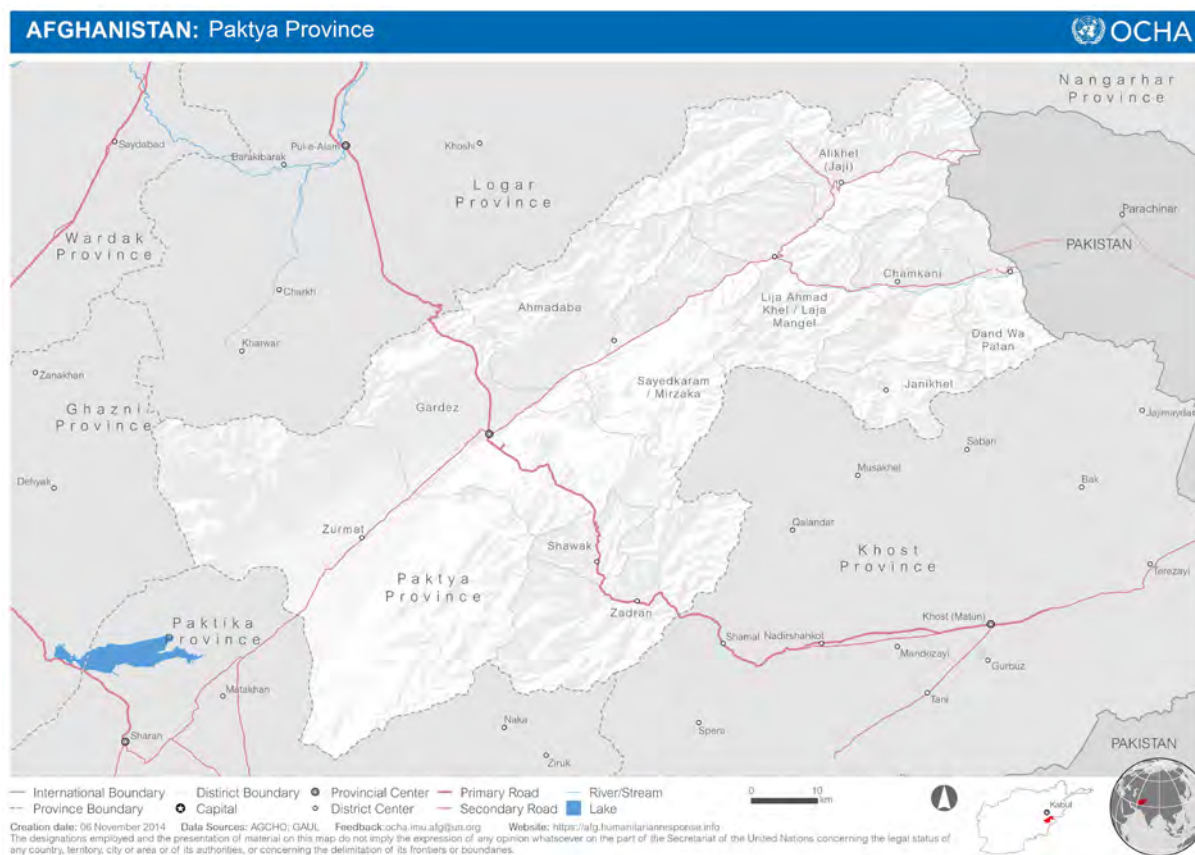 AFGHANISTAN: Paktya Province
OCHA
Nangarhar
Province
Saydabad
Pul-e-Alam
Barakibarak
Khoshi
Alikhel
(Jaji)
Logar
Province
Parachinar
Wardak
Province
PAKISTAN
Charkh
Chamkani
Ahmadaba
Lija Ahmad
Khel / Laja
Mangel
Dand Wa
Patan
Kharwar
Zanakhan
Sayedkaram
/ Mirzaka
Janikhel
Gardez
Ghazni
Province
Jajimaydan
Sabari
Musakhel
Dehyak
Bak
Qalandar
Zurmat
Shawak
Khost
Province
Terezayi
Paktya
Province
Zadran
Paktika
Province
Khost (Matun)
Shamal
Nadirshankot
Mandozayi
Gurbuz
Matakhan
Tani
Naka
Spera
Sharan
Ziruk
PAKISTAN
International Boundary
District Boundary
Provincial Center
Primary Road
River/Stream
Province Boundary
Capital
District Center
Secondary Road
Lake
0 10
km
Kabul
Creation date: 06 November 2014 Data Sources: AGCHO; GAUL Feedback:ocha.imu.afg@un.org Website: https://afg.humanitarianresponse.info
The designations employed and the presentation of material on this map do not imply the expression of any opinion whatsoever on the part of the Secretariat of the United Nations concerning the legal status of
any country, territory, city or area or of its authorities, or concerning the delimitation of its frontiers or boundaries.